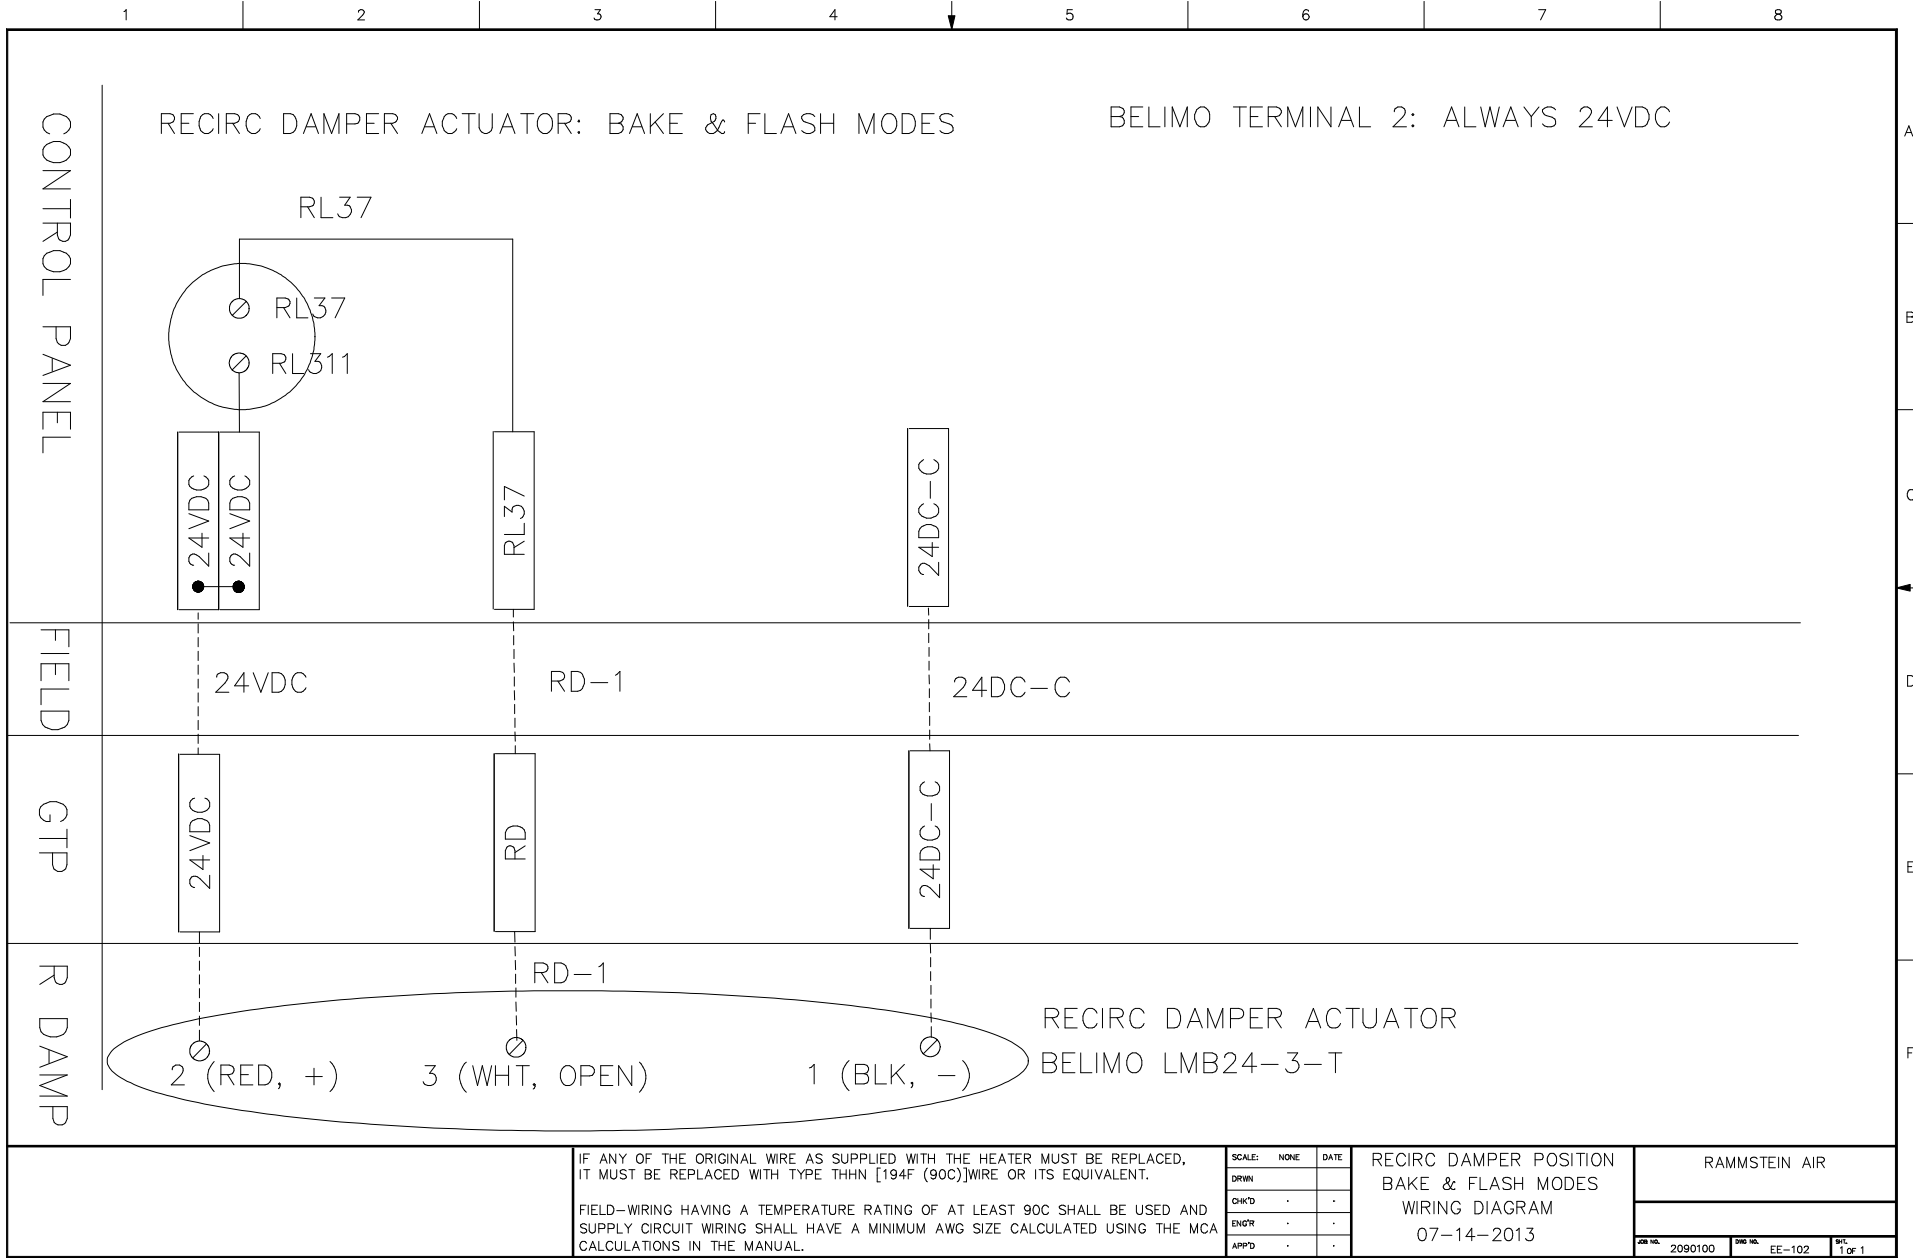 1 2 3 4 5 6 7 8
RECIRC DAMPER ACTUATOR: BAKE & FLASH MODES
BELIMO TERMINAL 2: ALWAYS 24VDC
A
B
C
D
E
F
CONTROL PANEL
FIELD
GTP
R DAMP
RL37
RL37
RL311
24VDC
24VDC
RL37
24DC-C
24VDC
RD-1
24DC-C
24VDC
RD
24DC-C
RD-1
2 (RED, +)
3 (WHT, OPEN)
1 (BLK, -)
RECIRC DAMPER ACTUATOR
BELIMO LMB24-3-T
IF ANY OF THE ORIGINAL WIRE AS SUPPLIED WITH THE HEATER MUST BE REPLACED,
IT MUST BE REPLACED WITH TYPE THHN [194F (90C)]WIRE OR ITS EQUIVALENT.
FIELD-WIRING HAVING A TEMPERATURE RATING OF AT LEAST 90C SHALL BE USED AND
SUPPLY CIRCUIT WIRING SHALL HAVE A MINIMUM AWG SIZE CALCULATED USING THE MCA
CALCULATIONS IN THE MANUAL.
SCALE: NONE DATE
DRWN
CHK'D . .
ENG'R . .
APP'D . .
RECIRC DAMPER POSITION
BAKE & FLASH MODES
WIRING DIAGRAM
07-14-2013
RAMMSTEIN AIR
JOB NO. 2090100
DWG NO. EE-102
SHT. 1 OF 1